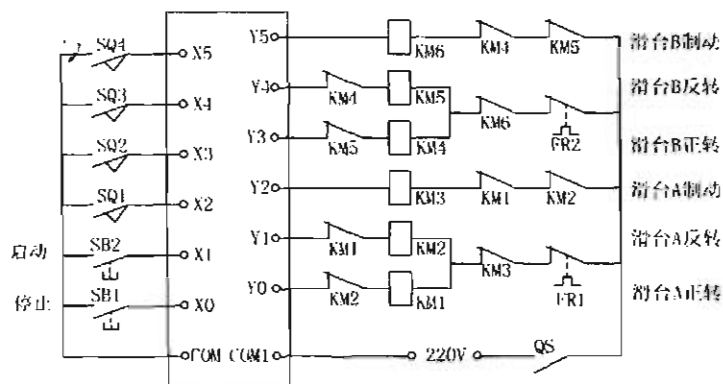 SQ4 X5 Y5 KM6 KM4 KM5 滑台B制动
SQ3 X4 Y4 KM4 KM5 滑台B反转
KM6 FR2
SQ2 X3 Y3 KM5 KM4 滑台B正转
SQ1 X2 Y2 KM3 KM1 KM2 滑台A制动
启动 SB2 X1 Y1 KM1 KM2 滑台A反转
KM3 FR1
停止 SB1 X0 Y0 KM2 KM1 滑台A正转
COM COM1 220V QS